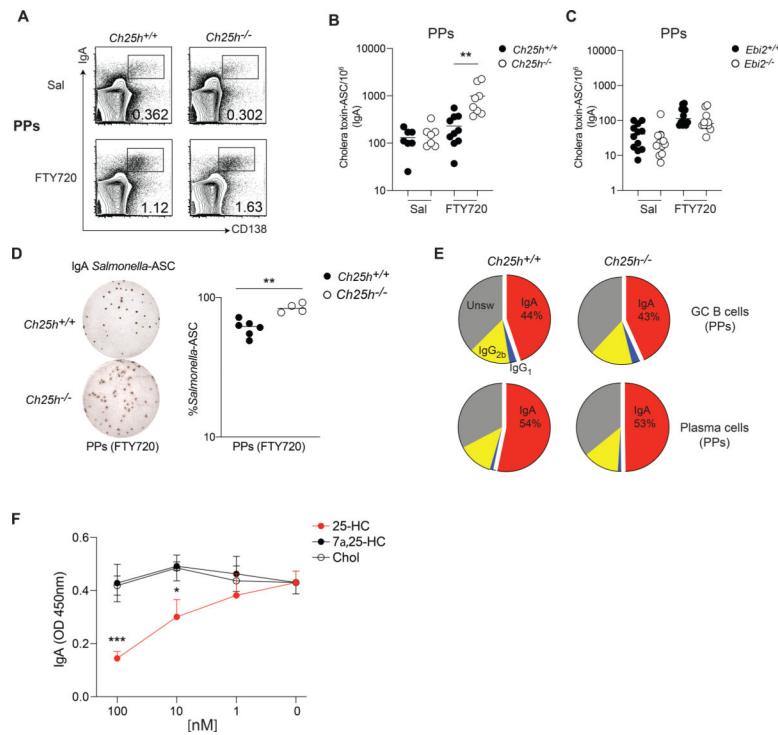 A
Ch25h+/+
Ch25h-/-
IgA
Sal
0.362
0.302
PPs
FTY720
1.12
1.63
CD138
B
PPs
Ch25h+/+
Ch25h-/-
**
Cholera toxin-ASC/10⁶
(IgA)
10000
1000
100
10
Sal
FTY720
C
PPs
Ebi2+/+
Ebi2-/-
Cholera toxin-ASC/10⁶
(IgA)
10000
1000
100
10
1
Sal
FTY720
D
IgA Salmonella-ASC
Ch25h+/+
Ch25h-/-
PPs (FTY720)
**
Ch25h+/+
Ch25h-/-
%Salmonella-ASC
100
10
PPs (FTY720)
E
Ch25h+/+
Ch25h-/-
Unsw
IgA
44%
IgG2b
IgG1
IgA
43%
GC B cells
(PPs)
IgA
54%
IgA
53%
Plasma cells
(PPs)
F
25-HC
7a,25-HC
Chol
IgA (OD 450nm)
0.6
0.4
0.2
0.0
***
*
100
10
1
0
[nM]